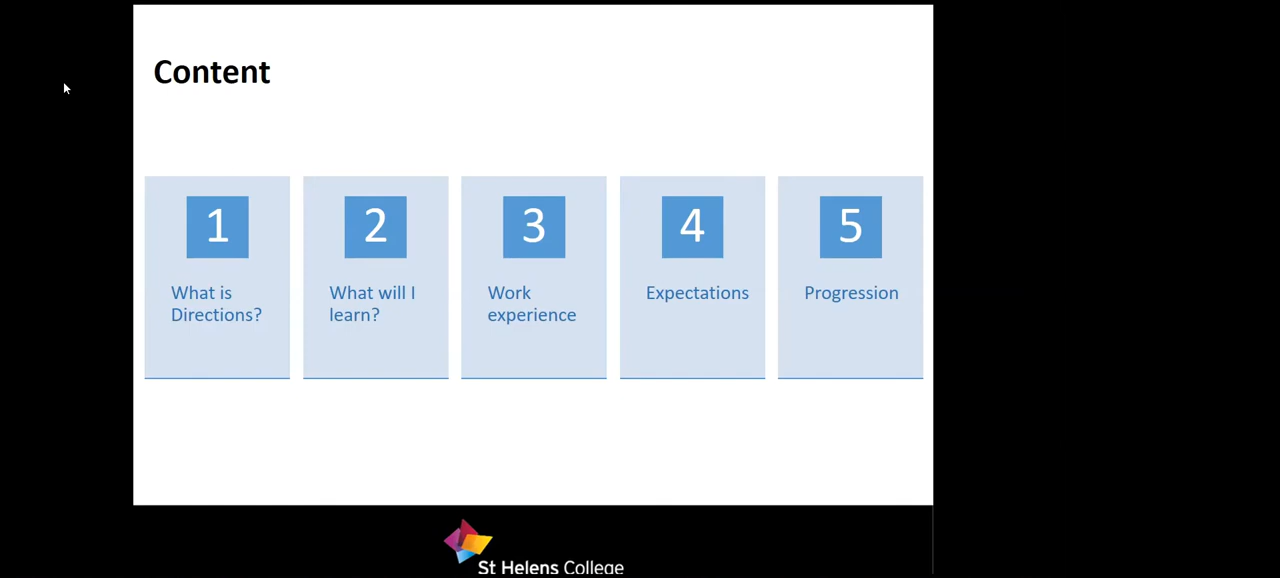 Content
1
What is
Directions?
2
What will I
learn?
3
Work
experience
4
Expectations
5
Progression
St Helens College